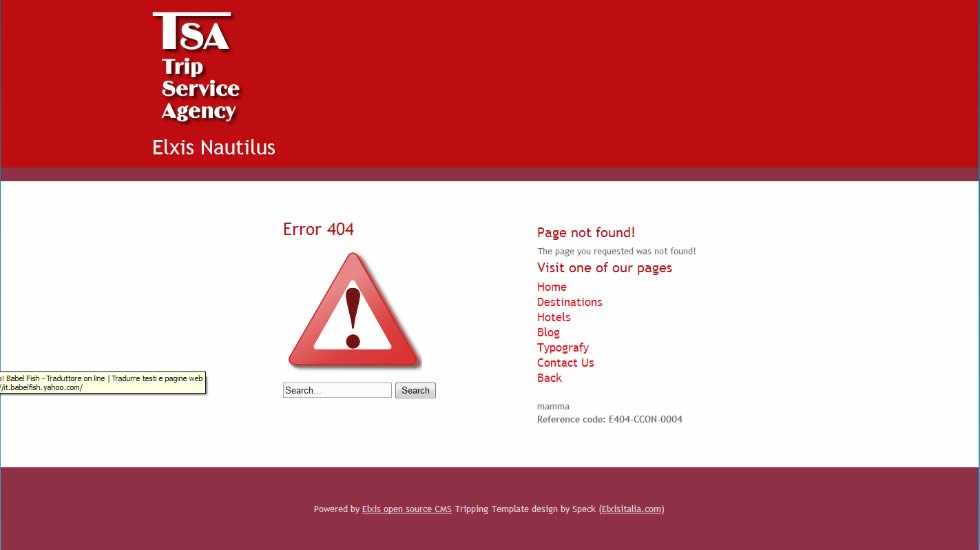 TSA
Trip
Service
Agency
Elxis Nautilus
Error 404
Search...
Search
Page not found!
The page you requested was not found!
Visit one of our pages
Home
Destinations
Hotels
Blog
Typografy
Contact Us
Back
mamma
Reference code: E404-CCON-0004
! Babel Fish - Traduttore on line | Tradurre testi e pagine web
//it.babelfish.yahoo.com/
Powered by Elxis open source CMS Tripping Template design by Speck (Elxisitalia.com)